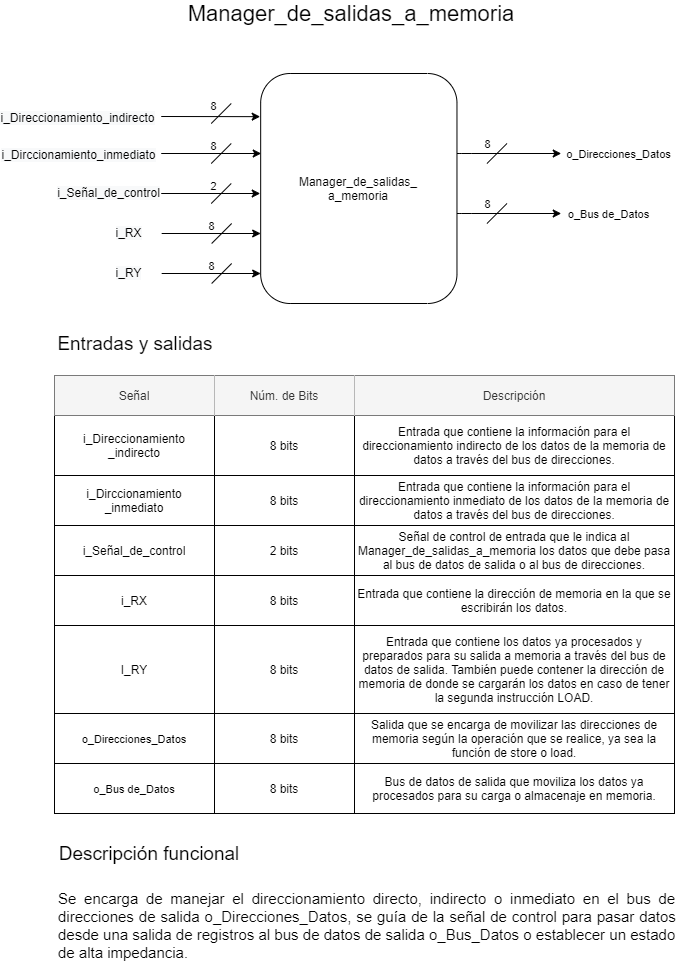 Manager_de_salidas_a_memoria
i_Direccionamiento_indirecto
8
i_Dirccionamiento_inmediato
8
i_Señal_de_control
2
i_RX
8
i_RY
8
Manager_de_salidas_
a_memoria
8
o_Direcciones_Datos
8
o_Bus de_Datos
Entradas y salidas
Señal
Núm. de Bits
Descripción
i_Direccionamiento
_indirecto
8 bits
Entrada que contiene la información para el
direccionamiento indirecto de los datos de la memoria de
datos a través del bus de direcciones.
i_Dirccionamiento
_inmediato
8 bits
Entrada que contiene la información para el
direccionamiento inmediato de los datos de la memoria de
datos a través del bus de direcciones.
i_Señal_de_control
2 bits
Señal de control de entrada que le indica al
Manager_de_salidas_a_memoria los datos que debe pasa
al bus de datos de salida o al bus de direcciones.
i_RX
8 bits
Entrada que contiene la dirección de memoria en la que se
escribirán los datos.
I_RY
8 bits
Entrada que contiene los datos ya procesados y
preparados para su salida a memoria a través del bus de
datos de salida. También puede contener la dirección de
memoria de donde se cargarán los datos en caso de tener
la segunda instrucción LOAD.
o_Direcciones_Datos
8 bits
Salida que se encarga de movilizar las direcciones de
memoria según la operación que se realice, ya sea la
función de store o load.
o_Bus de_Datos
8 bits
Bus de datos de salida que moviliza los datos ya
procesados para su carga o almacenaje en memoria.
Descripción funcional
Se encarga de manejar el direccionamiento directo, indirecto o inmediato en el bus de
direcciones de salida o_Direcciones_Datos, se guía de la señal de control para pasar datos
desde una salida de registros al bus de datos de salida o_Bus_Datos o establecer un estado
de alta impedancia.